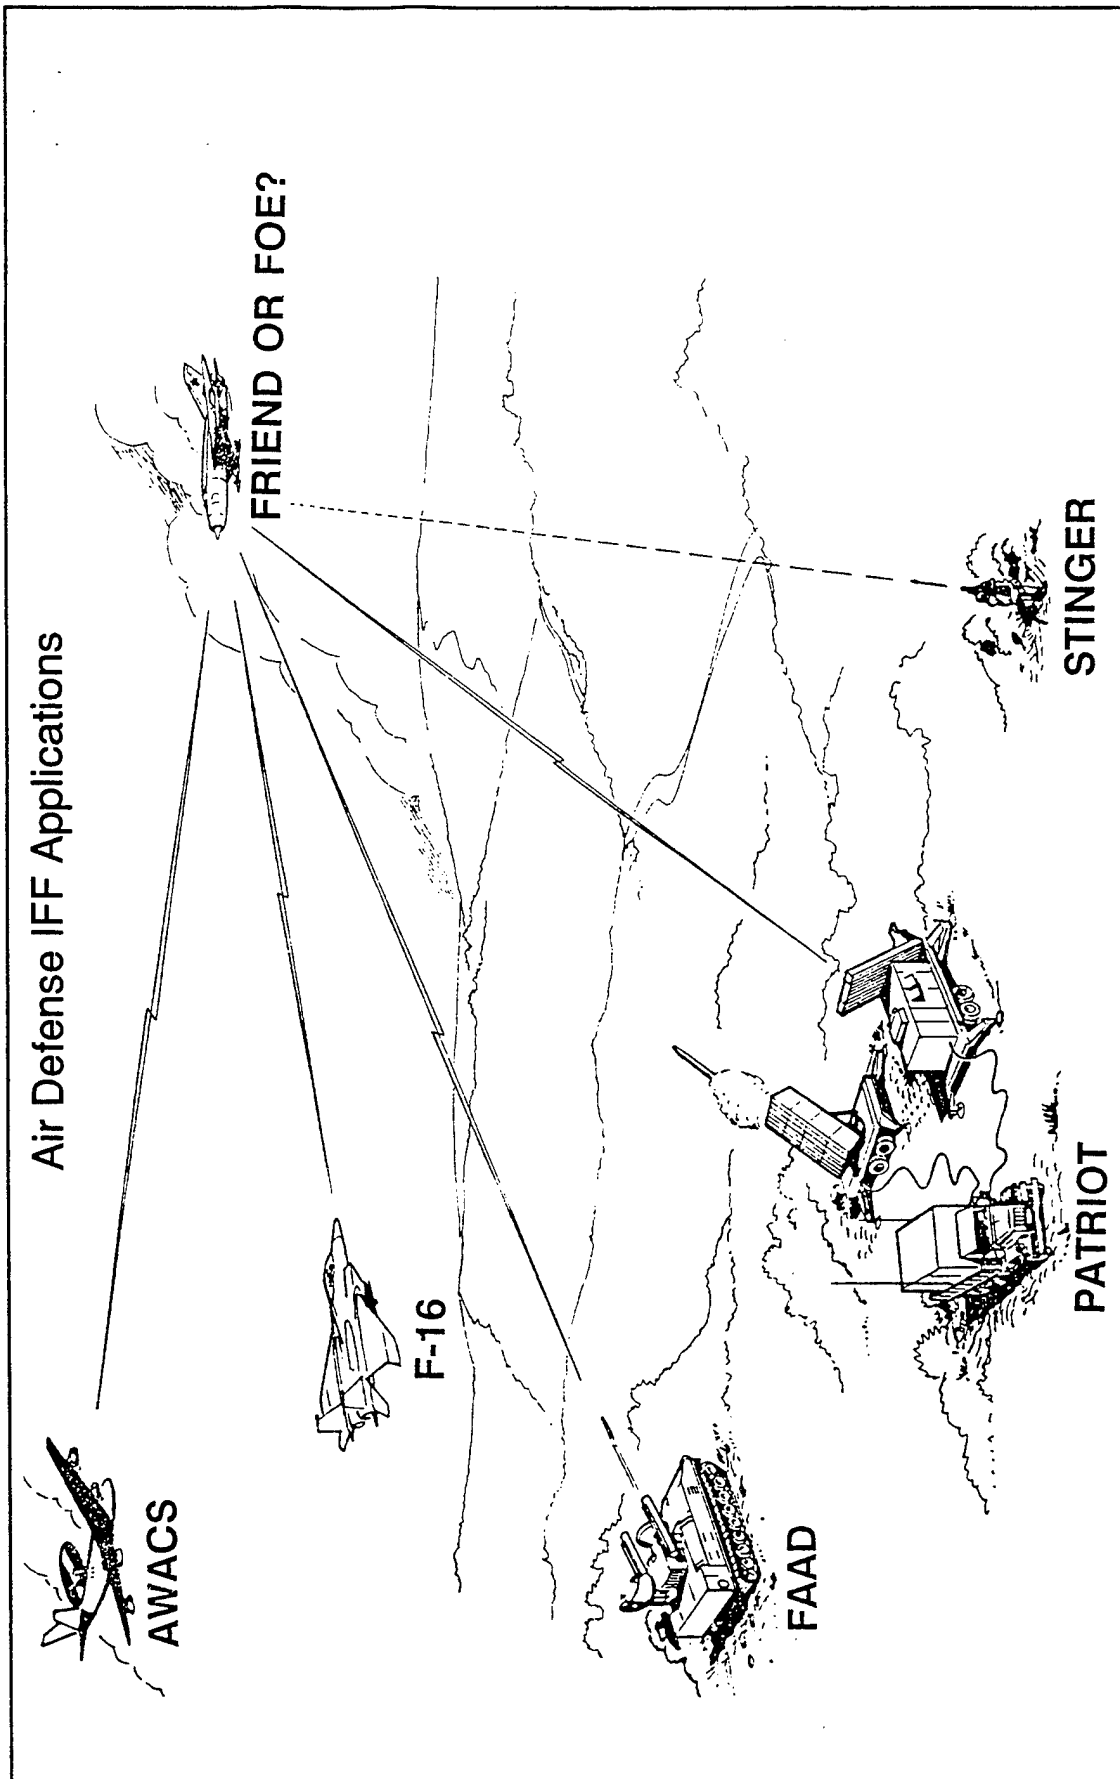 Air Defense IFF Applications
AWACS
FRIEND OR FOE?
F-16
FAAD
PATRIOT
STINGER